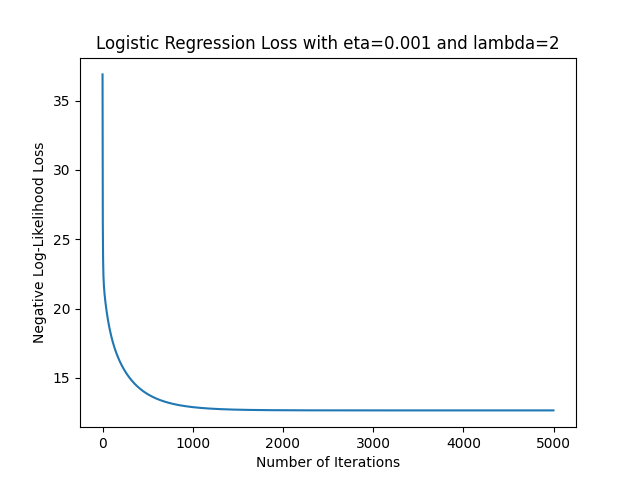 Logistic Regression Loss with eta=0.001 and lambda=2
Negative Log-Likelihood Loss
35
30
25
20
15
0 1000 2000 3000 4000 5000
Number of Iterations